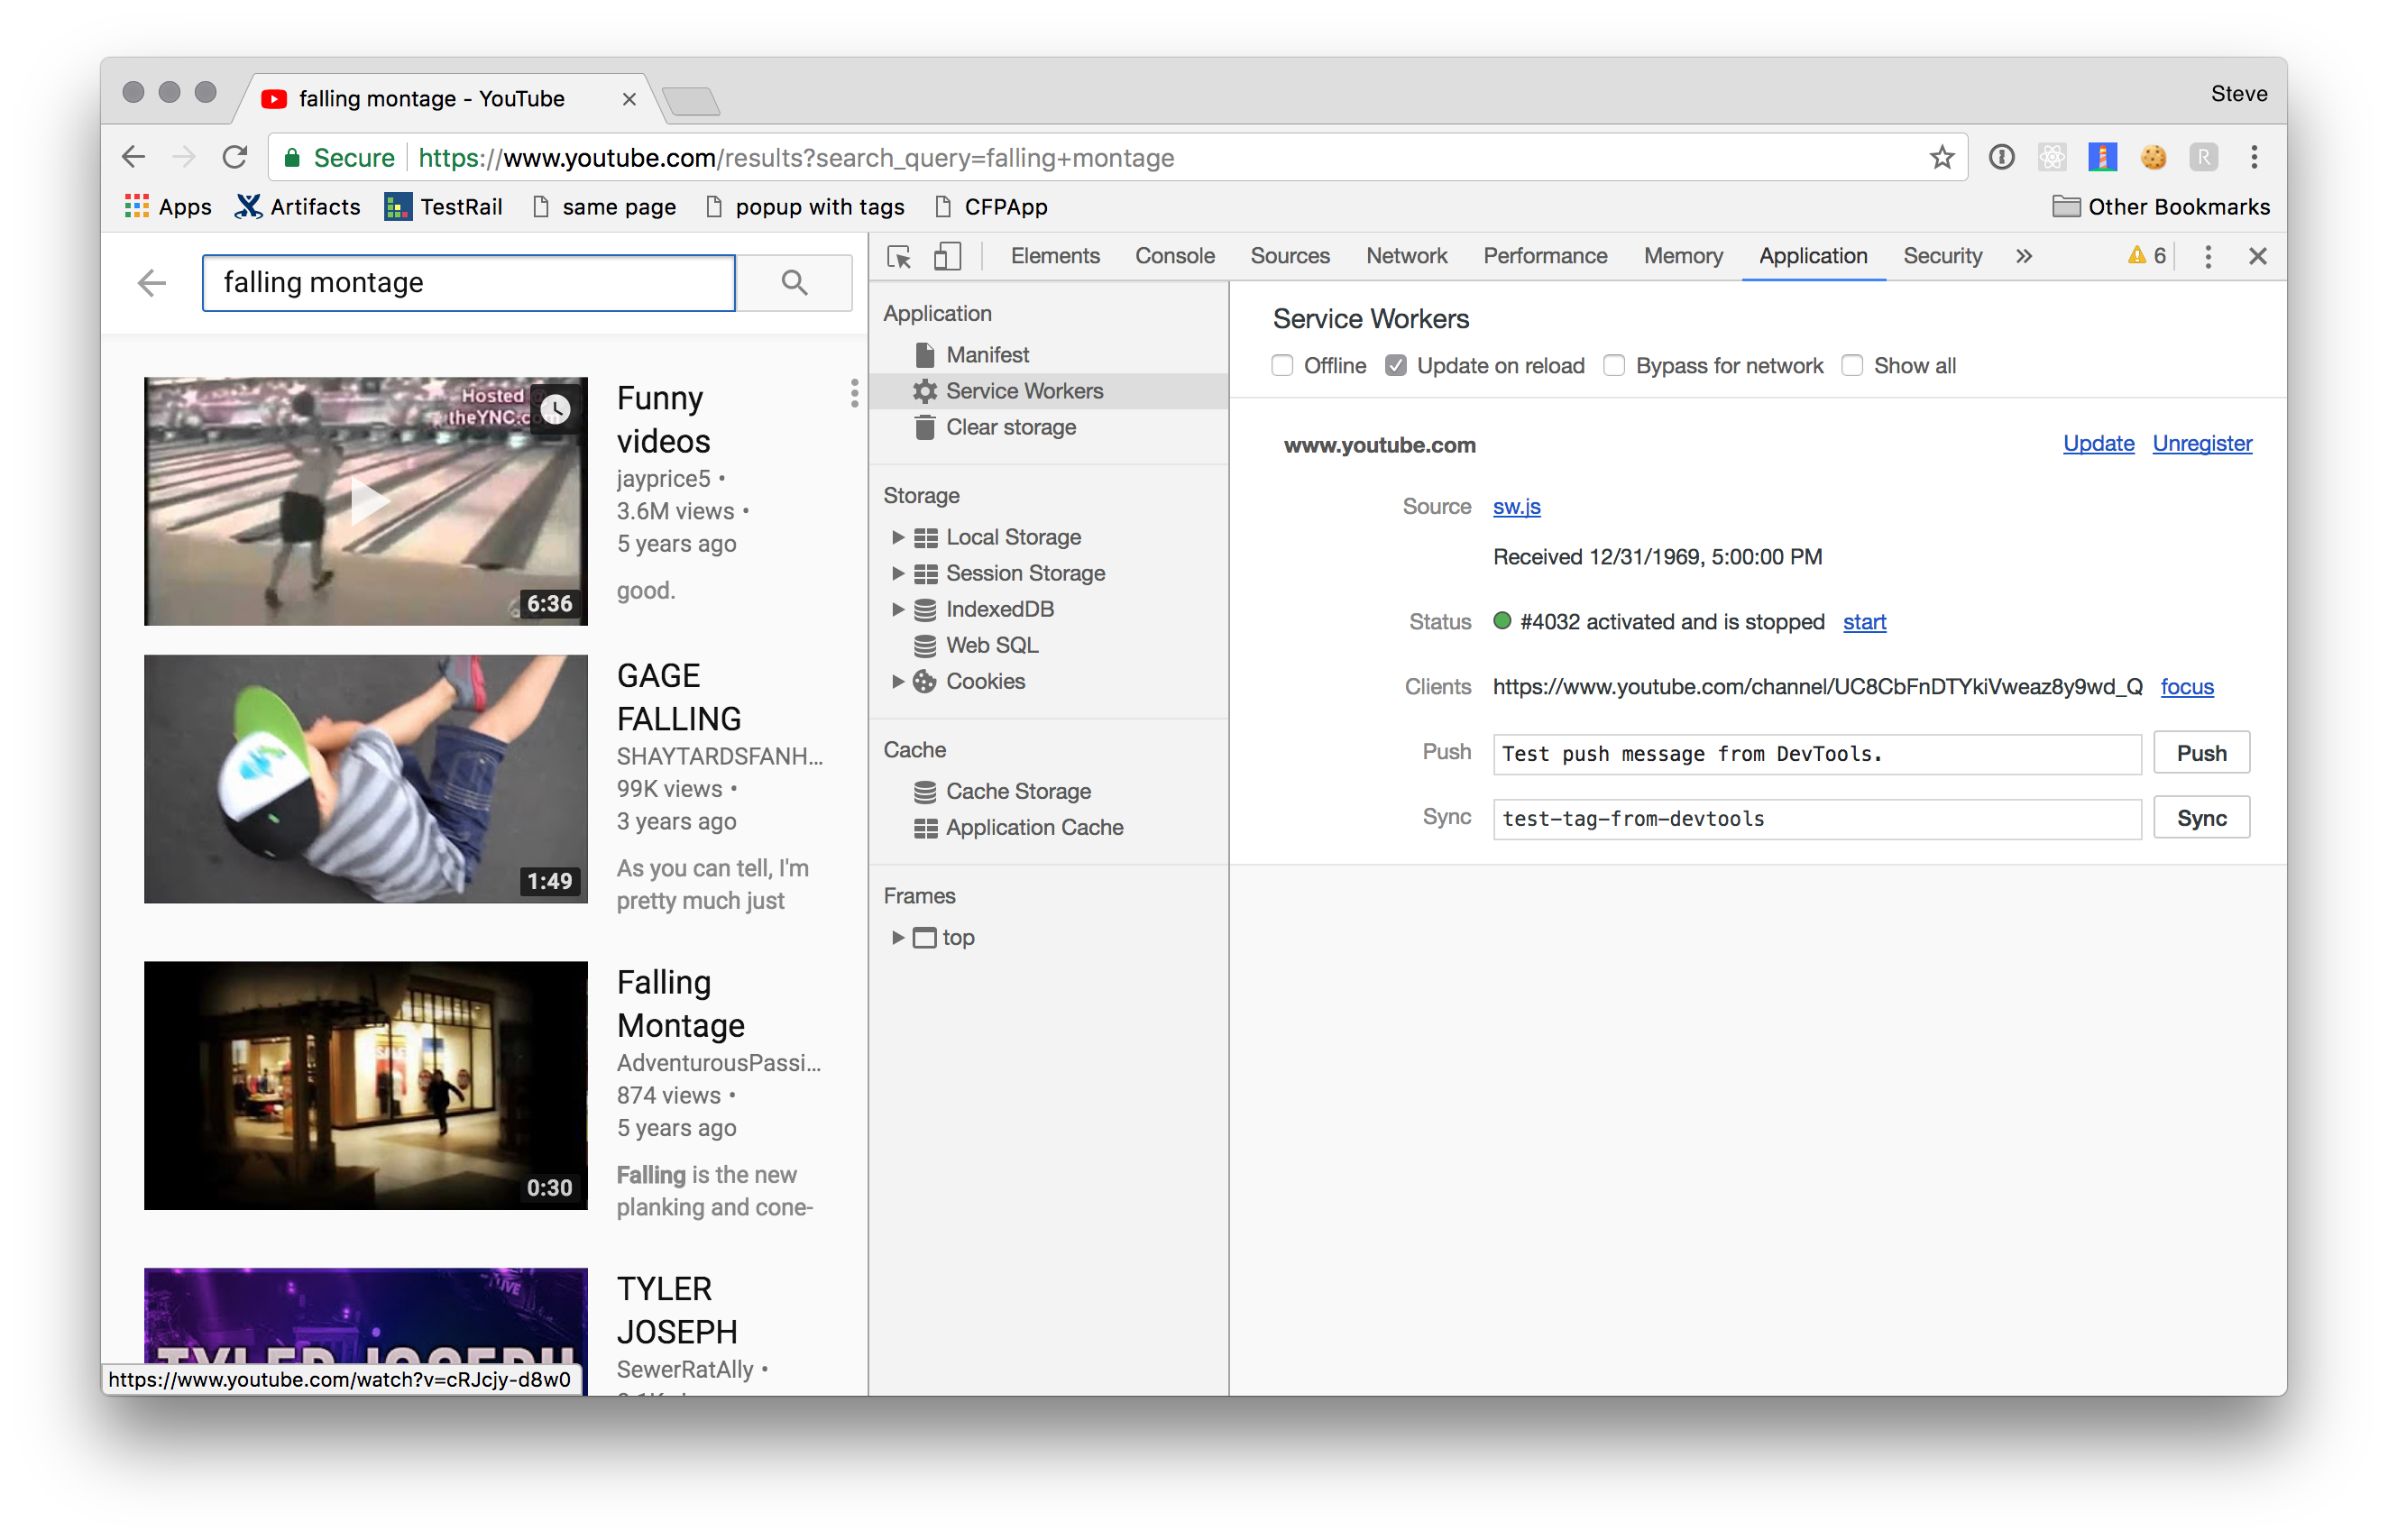 falling montage - YouTube
Steve
Secure https://www.youtube.com/results?search_query=falling+montage
R
Apps Artifacts TestRail same page popup with tags CFPApp Other Bookmarks
falling montage
Hosted
theYNC.c
6:36
Funny
videos
jayprice5 •
3.6M views •
5 years ago
good.
1:49
GAGE
FALLING
SHAYTARDSFANH...
99K views •
3 years ago
As you can tell, I'm
pretty much just
0:30
Falling
Montage
AdventurousPassi...
874 views •
5 years ago
Falling is the new
planking and cone-
LIVE
TYLER JOSEPH
TYLER
JOSEPH
SewerRatAlly •
https://www.youtube.com/watch?v=cRJcjy-d8w0
Elements Console Sources Network Performance Memory Application Security » 6
Application
Manifest
Service Workers
Clear storage
Storage
Local Storage
Session Storage
IndexedDB
Web SQL
Cookies
Cache
Cache Storage
Application Cache
Frames
top
Service Workers
Offline Update on reload Bypass for network Show all
www.youtube.com Update Unregister
Source sw.js
Received 12/31/1969, 5:00:00 PM
Status #4032 activated and is stopped start
Clients https://www.youtube.com/channel/UC8CbFnDTYkiVweaz8y9wd_Q focus
Push Test push message from DevTools. Push
Sync test-tag-from-devtools Sync